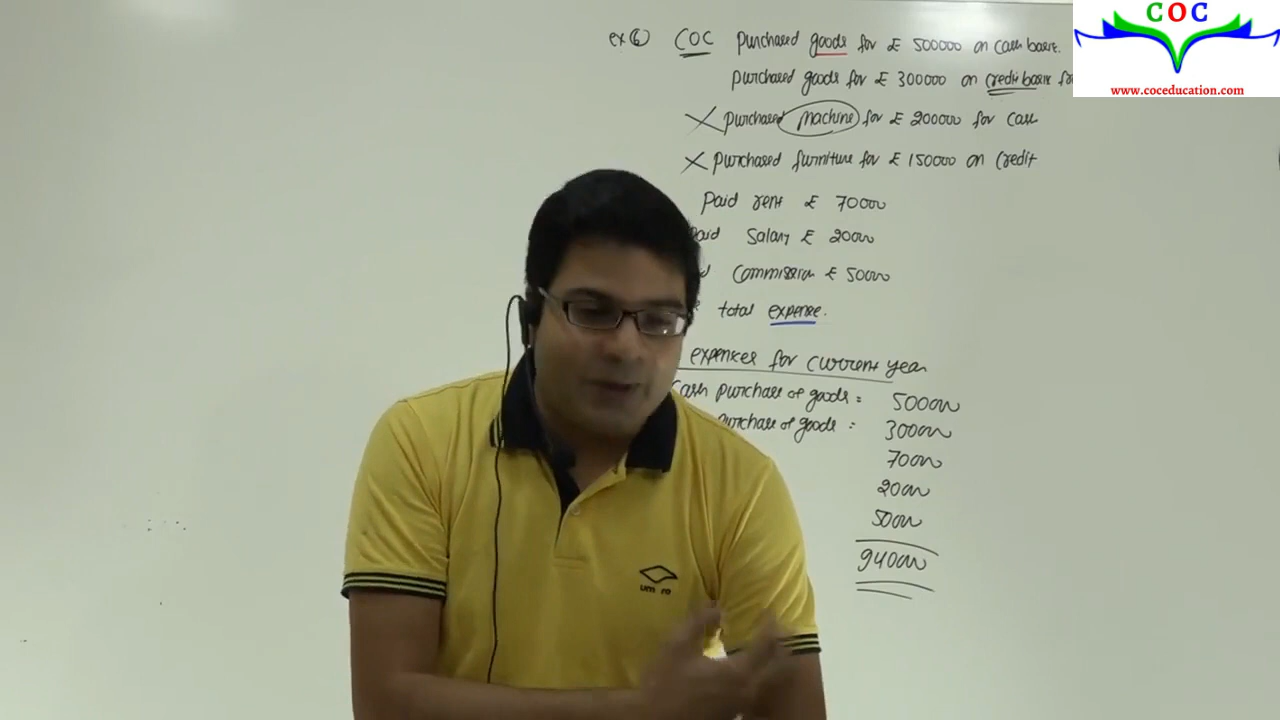 COC
www.coceducation.com
ex⑥ COC purchased goods for £ 500000 on cash basis.
purchased goods for £ 300000 on credit basis
purchased machine for £ 200000 for cash
purchased furniture for £ 150000 on credit
paid rent £ 70000
Salary £ 20000
Commission £ 50000
total expense.
expenses for current year
Cash purchase of goods = 500000
purchase of goods = 300000
70000
20000
50000
940000
umbro